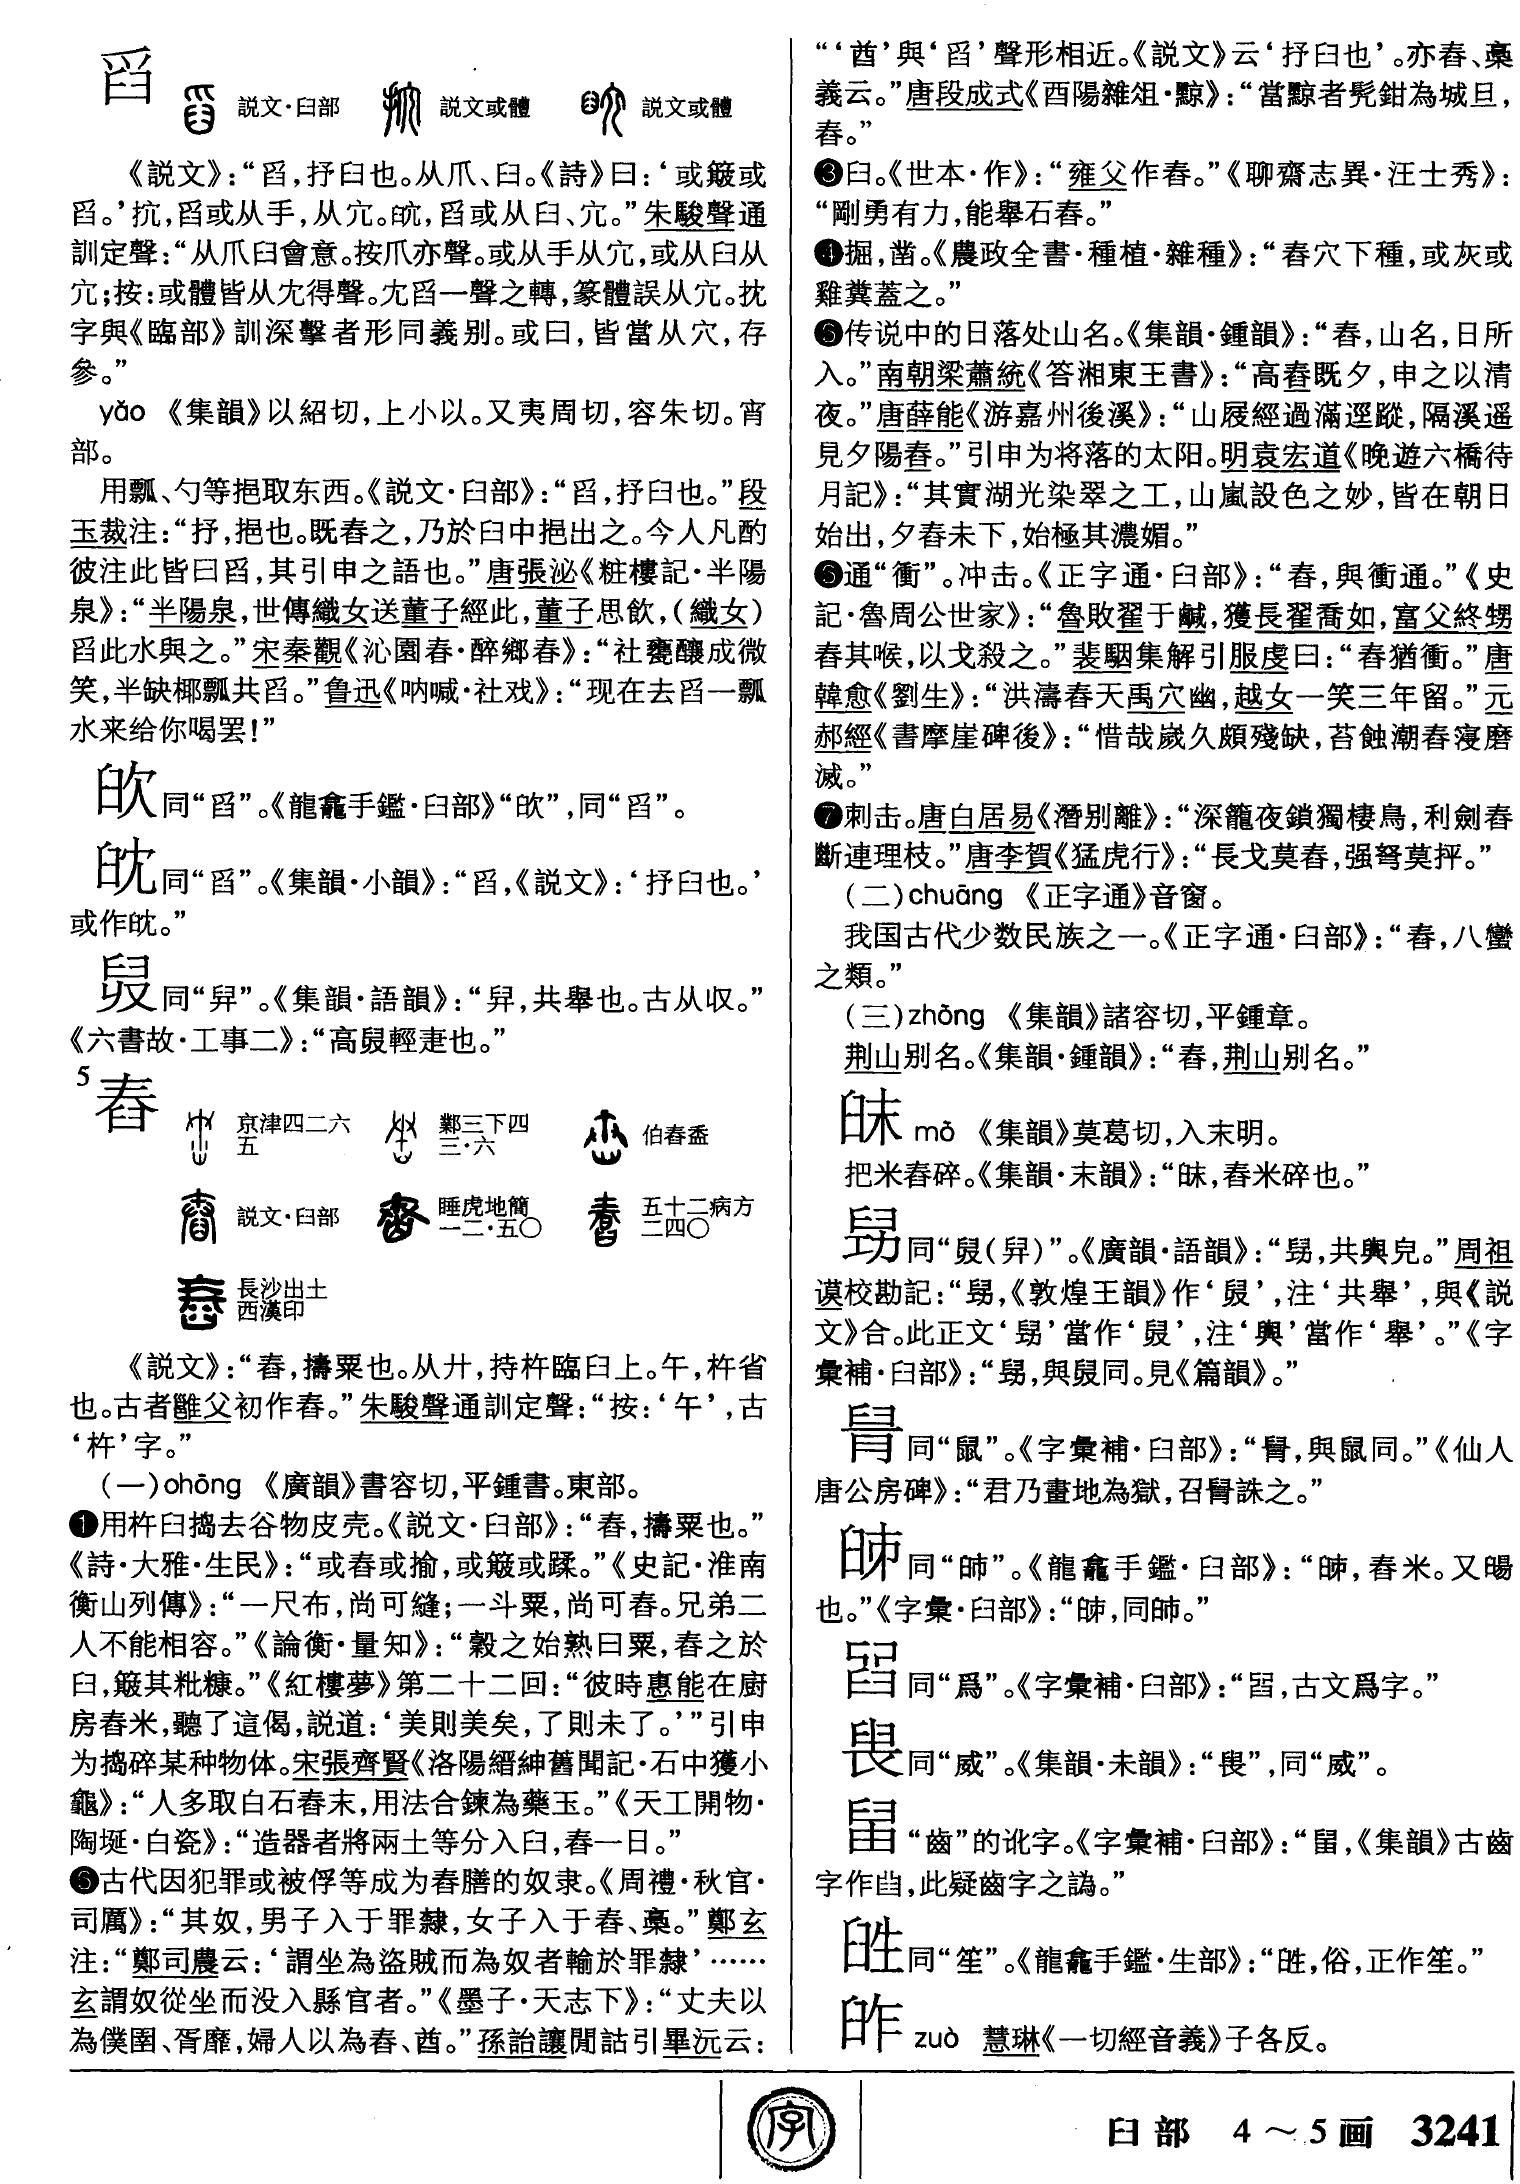 舀
説文·臼部 説文或體 説文或體
《説文》：“舀，抒臼也。从爪、臼。《詩》曰：‘或簸或
舀。’抭，舀或从手，从宂。㿾，舀或从臼、宂。”朱駿聲通
訓定聲：“从爪臼會意。按爪亦聲。或从手从宂，或从臼从
宂；按：或體皆从冘得聲。冘舀一聲之轉，篆體誤从宂。抌
字與《臨部》訓深擊者形同義别。或曰，皆當从穴，存
參。”
yǎo 《集韻》以紹切，上小以。又夷周切，容朱切。宵
部。
用瓢、勺等挹取东西。《説文·臼部》：“舀，抒臼也。”段
玉裁注：“抒，挹也。既舂之，乃於臼中挹出之。今人凡酌
彼注此皆曰舀，其引申之語也。”唐張泌《粧樓記·半陽
泉》：“半陽泉，世傳織女送董子經此，董子思飲，（織女）
舀此水與之。”宋秦觀《沁園春·醉鄉春》：“社甕釀成微
笑，半缺椰瓢共舀。”鲁迅《呐喊·社戏》：“现在去舀一瓢
水来给你喝罢！”
同“舀”。《龍龕手鑑·臼部》“”，同“舀”。
同“舀”。《集韻·小韻》：“舀，《説文》：‘抒臼也。’
或作。”
同“舁”。《集韻·語韻》：“舁，共舉也。古从収。”
《六書故·工事二》：“高輕疌也。”
5
舂
京津四二六五 鄴三下四三·六 伯舂盉
説文·臼部 睡虎地簡一二·五〇 五十二病方二四〇
長沙出土西漢印
《説文》：“舂，擣粟也。从廾，持杵臨臼上。午，杵省
也。古者雝父初作舂。”朱駿聲通訓定聲：“按：‘午’，古
‘杵’字。”
（一）ohōng 《廣韻》書容切，平鍾書。東部。
❶用杵臼捣去谷物皮壳。《説文·臼部》：“舂，擣粟也。”
《詩·大雅·生民》：“或舂或揄，或簸或蹂。”《史記·淮南
衡山列傳》：“一尺布，尚可縫；一斗粟，尚可舂。兄弟二
人不能相容。”《論衡·量知》：“穀之始熟曰粟，舂之於
臼，簸其粃糠。”《紅樓夢》第二十二回：“彼時惠能在廚
房舂米，聽了這偈，説道：‘美則美矣，了則未了。’”引申
为捣碎某种物体。宋張齊賢《洛陽縉紳舊聞記·石中獲小
龜》：“人多取白石舂末，用法合鍊為藥玉。”《天工開物·
陶埏·白瓷》：“造器者將兩土等分入臼，舂一日。”
❺古代因犯罪或被俘等成为舂膳的奴隶。《周禮·秋官·
司厲》：“其奴，男子入于罪隸，女子入于舂、槀。”鄭玄
注：“鄭司農云：‘謂坐為盜賊而為奴者輸於罪隸’……
玄謂奴從坐而没入縣官者。”《墨子·天志下》：“丈夫以
為僕圉、胥靡，婦人以為舂、酋。”孫詒讓閒詁引畢沅云：
“‘酋’與‘舀’聲形相近。《説文》云‘抒臼也’。亦舂、槀
義云。”唐段成式《酉陽雜俎·黥》：“當黥者髡鉗為城旦，
舂。”
❸臼。《世本·作》：“雍父作舂。”《聊齋志異·汪士秀》：
“剛勇有力，能舉石舂。”
❹掘，凿。《農政全書·種植·雜種》：“舂穴下種，或灰或
雞糞蓋之。”
❺传说中的日落处山名。《集韻·鍾韻》：“舂，山名，日所
入。”南朝梁蕭統《答湘東王書》：“高舂既夕，申之以清
夜。”唐薛能《游嘉州後溪》：“山屐經過滿逕蹤，隔溪遥
見夕陽舂。”引申为将落的太阳。明袁宏道《晚遊六橋待
月記》：“其實湖光染翠之工，山嵐設色之妙，皆在朝日
始出，夕舂未下，始極其濃媚。”
❺通“衝”。冲击。《正字通·臼部》：“舂，與衝通。”《史
記·魯周公世家》：“魯敗翟于鹹，獲長翟喬如，富父終甥
舂其喉，以戈殺之。”裴駰集解引服虔曰：“舂猶衝。”唐
韓愈《劉生》：“洪濤舂天禹穴幽，越女一笑三年留。”元
郝經《書摩崖碑後》：“惜哉嵗久頗殘缺，苔蝕潮舂寖磨
滅。”
❼刺击。唐白居易《潛别離》：“深籠夜鎖獨棲鳥，利劍舂
斷連理枝。”唐李賀《猛虎行》：“長戈莫舂，强弩莫抨。”
（二）chuāng 《正字通》音窗。
我国古代少数民族之一。《正字通·臼部》：“舂，八蠻
之類。”
（三）zhōng 《集韻》諸容切，平鍾章。
荆山别名。《集韻·鍾韻》：“舂，荆山别名。”
mò 《集韻》莫葛切，入末明。
把米舂碎。《集韻·末韻》：“，舂米碎也。”
同“（舁）”。《廣韻·語韻》：“，共輿皃。”周祖
谟校勘記：“，《敦煌王韻》作‘’，注‘共舉’，與《説
文》合。此正文‘’當作‘’，注‘輿’當作‘舉’。”《字
彙補·臼部》：“，與同。見《篇韻》。”
同“鼠”。《字彙補·臼部》：“，與鼠同。”《仙人
唐公房碑》：“君乃畫地為獄，召誅之。”
同“”。《龍龕手鑑·臼部》：“，舂米。又
也。”《字彙·臼部》：“，同。”
同“爲”。《字彙補·臼部》：“，古文爲字。”
同“威”。《集韻·未韻》：“”，同“威”。
“齒”的讹字。《字彙補·臼部》：“，《集韻》古齒
字作，此疑齒字之譌。”
同“笙”。《龍龕手鑑·生部》：“，俗，正作笙。”
zuò 慧琳《一切經音義》子各反。
字
臼部 4～5画 3241